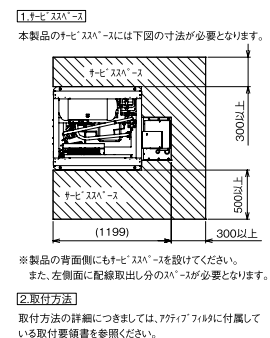 1.ｻｰﾋﾞｽｽﾍﾟｰｽ
本製品のｻｰﾋﾞｽｽﾍﾟｰｽには下図の寸法が必要となります。
ｻｰﾋﾞｽｽﾍﾟｰｽ
300以上
ｻｰﾋﾞｽｽﾍﾟｰｽ
500以上
(1199)
300以上
※製品の背面側にもｻｰﾋﾞｽｽﾍﾟｰｽを設けてください。
また、左側面に配線取出し分のｽﾍﾟｰｽが必要となります。
2.取付方法
取付方法の詳細につきましては、ｱｸﾃｨﾌﾞﾌｨﾙﾀに付属して
いる取付要領書を参照ください。